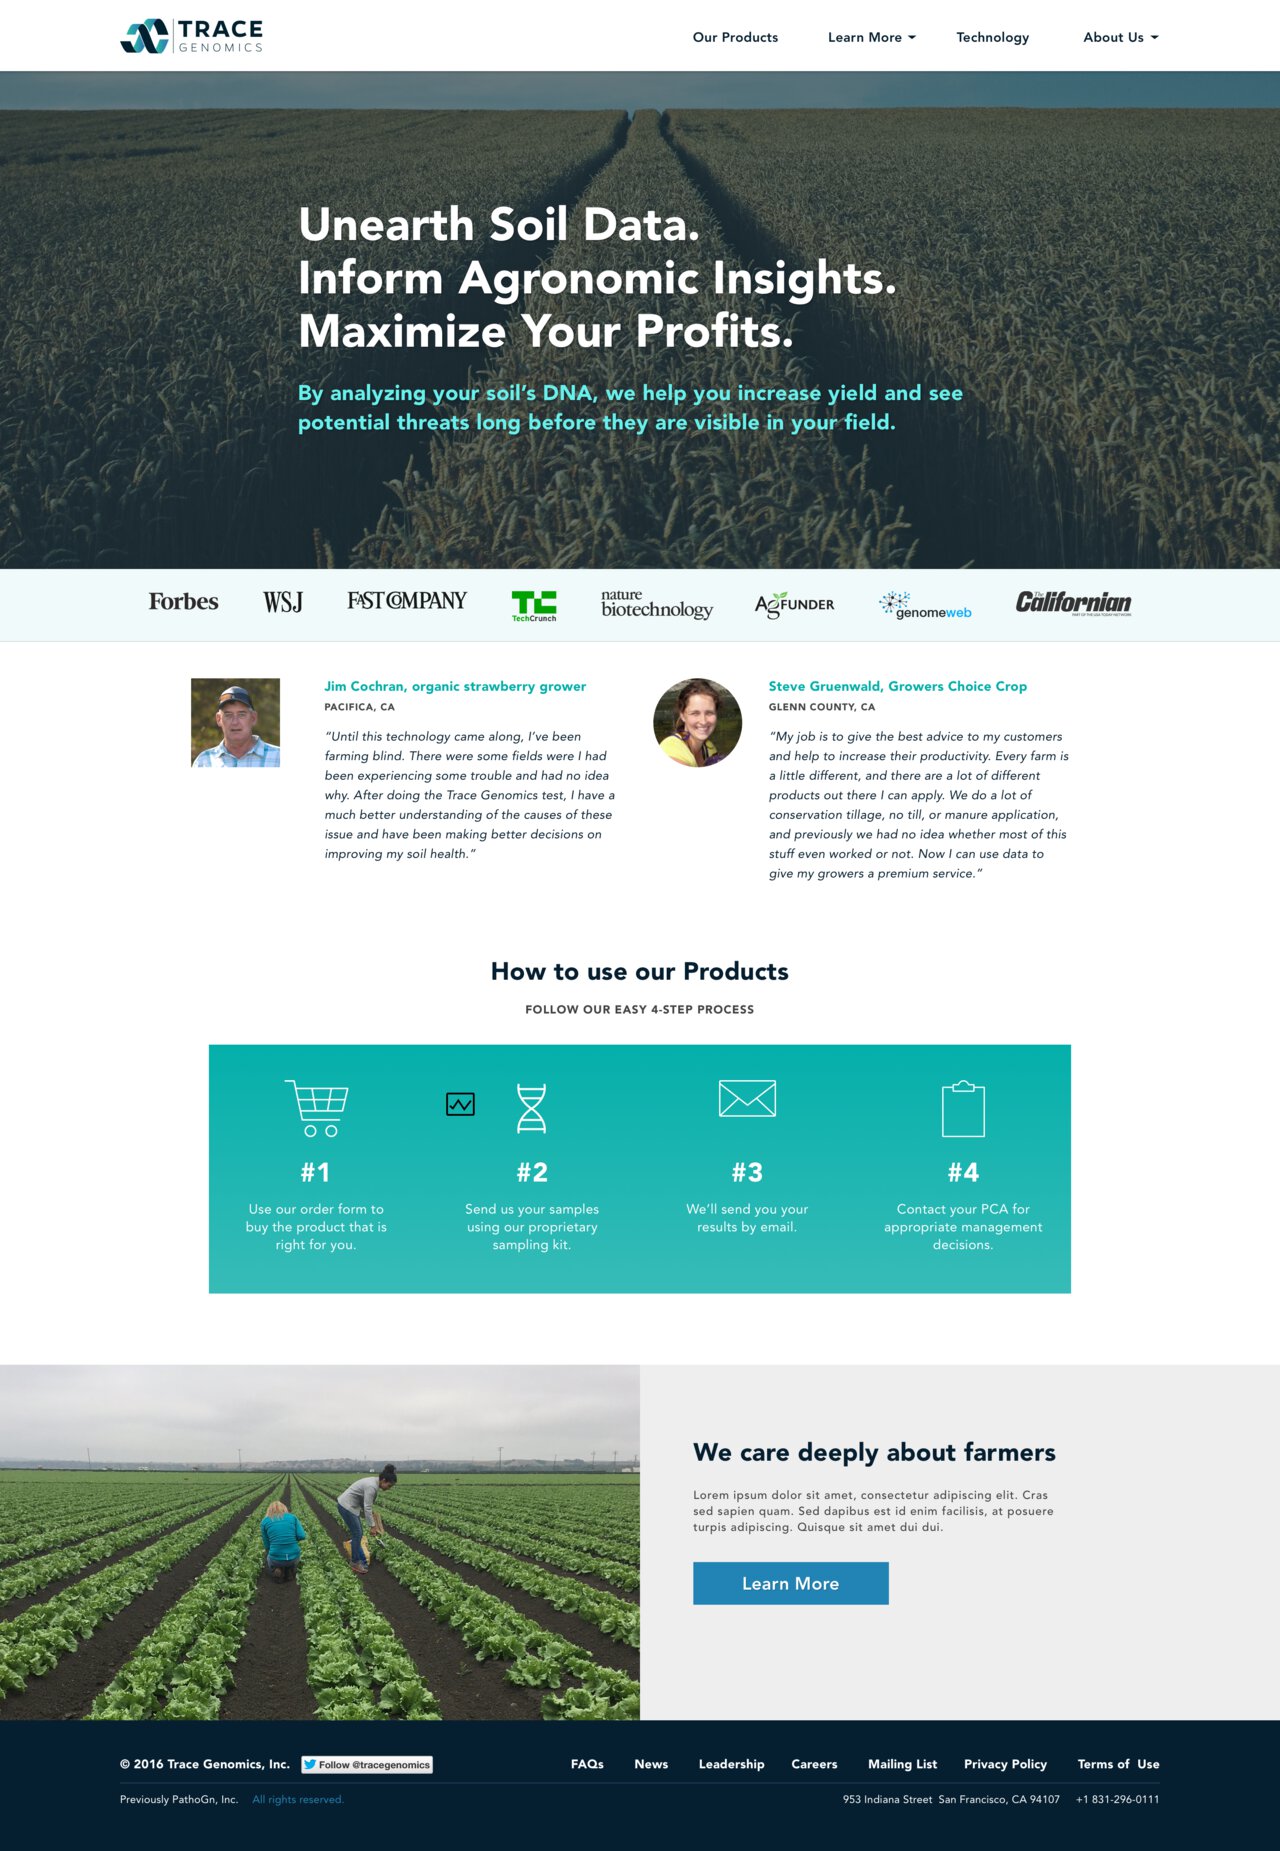 TRACE
GENOMICS
Our Products
Learn More
Technology
About Us
Unearth Soil Data.
Inform Agronomic Insights.
Maximize Your Profits.
By analyzing your soil’s DNA, we help you increase yield and see
potential threats long before they are visible in your field.
Forbes
WSJ
FAST COMPANY
TC
TechCrunch
nature
biotechnology
AgFUNDER
genomeweb
The Californian
PART OF THE USA TODAY NETWORK
Jim Cochran, organic strawberry grower
PACIFICA, CA
“Until this technology came along, I’ve been
farming blind. There were some fields were I had
been experiencing some trouble and had no idea
why. After doing the Trace Genomics test, I have a
much better understanding of the causes of these
issue and have been making better decisions on
improving my soil health.”
Steve Gruenwald, Growers Choice Crop
GLENN COUNTY, CA
“My job is to give the best advice to my customers
and help to increase their productivity. Every farm is
a little different, and there are a lot of different
products out there I can apply. We do a lot of
conservation tillage, no till, or manure application,
and previously we had no idea whether most of this
stuff even worked or not. Now I can use data to
give my growers a premium service.”
How to use our Products
FOLLOW OUR EASY 4-STEP PROCESS
#1
Use our order form to
buy the product that is
right for you.
#2
Send us your samples
using our proprietary
sampling kit.
#3
We’ll send you your
results by email.
#4
Contact your PCA for
appropriate management
decisions.
We care deeply about farmers
Lorem ipsum dolor sit amet, consectetur adipiscing elit. Cras
sed sapien quam. Sed dapibus est id enim facilisis, at posuere
turpis adipiscing. Quisque sit amet dui dui.
Learn More
© 2016 Trace Genomics, Inc.
Follow @tracegenomics
FAQs
News
Leadership
Careers
Mailing List
Privacy Policy
Terms of Use
Previously PathoGn, Inc.
All rights reserved.
953 Indiana Street San Francisco, CA 94107
+1 831-296-0111